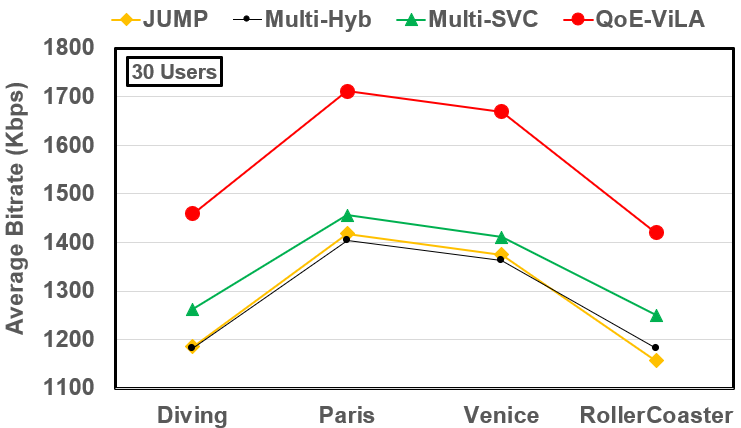 JUMP Multi-Hyb Multi-SVC QoE-ViLA
30 Users
Average Bitrate (Kbps)
1800
1700
1600
1500
1400
1300
1200
1100
Diving Paris Venice RollerCoaster